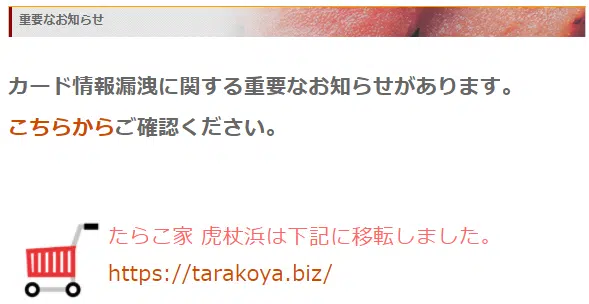 重要なお知らせ
カード情報漏洩に関する重要なお知らせがあります。
こちらからご確認ください。
たらこ家 虎杖浜は下記に移転しました。
https://tarakoya.biz/